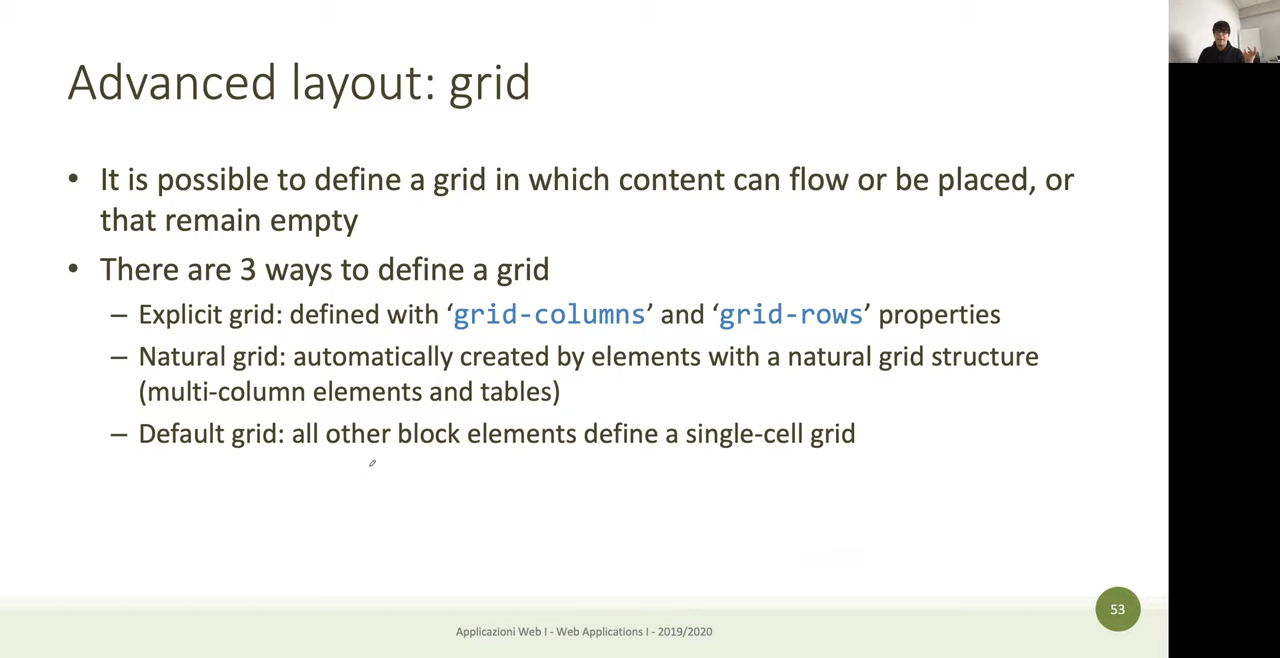 Advanced layout: grid
• It is possible to define a grid in which content can flow or be placed, or
that remain empty
• There are 3 ways to define a grid
– Explicit grid: defined with ‘grid-columns’ and ‘grid-rows’ properties
– Natural grid: automatically created by elements with a natural grid structure
(multi-column elements and tables)
– Default grid: all other block elements define a single-cell grid
53
Applicazioni Web I - Web Applications I - 2019/2020